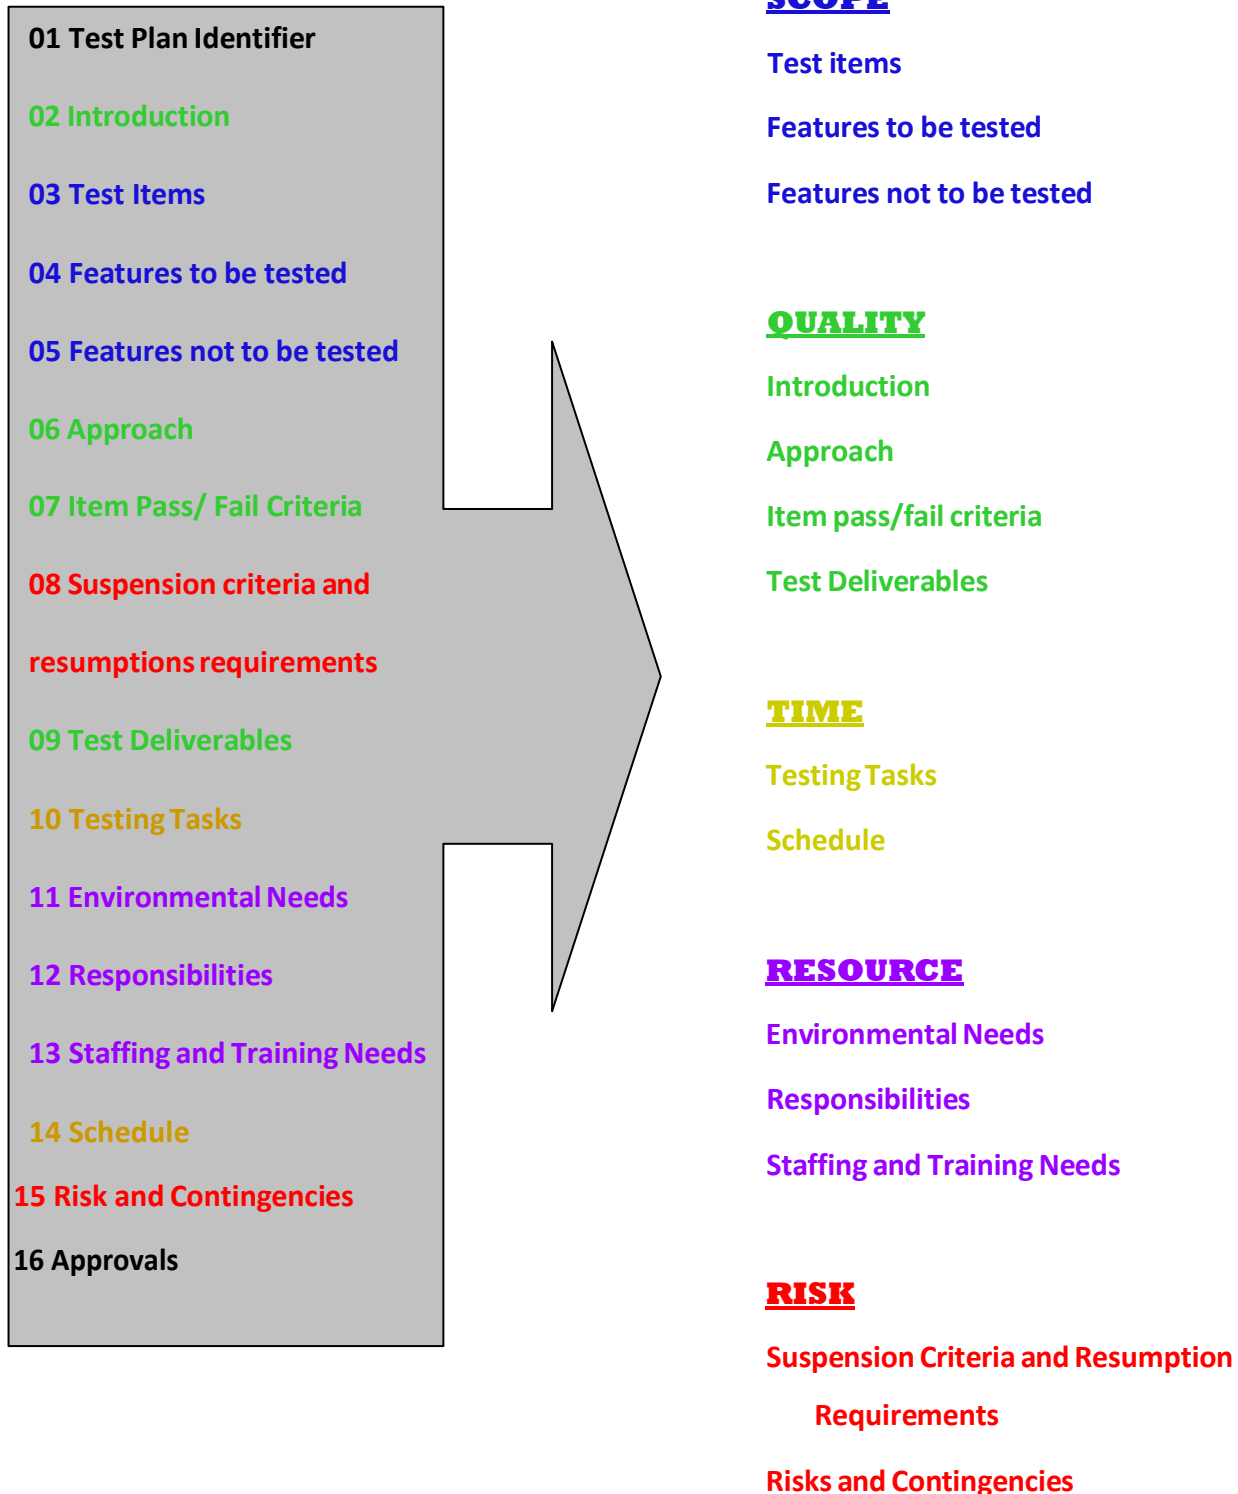 01 Test Plan Identifier
02 Introduction
03 Test Items
04 Features to be tested
05 Features not to be tested
06 Approach
07 Item Pass/ Fail Criteria
08 Suspension criteria and
resumptions requirements
09 Test Deliverables
10 Testing Tasks
11 Environmental Needs
12 Responsibilities
13 Staffing and Training Needs
14 Schedule
15 Risk and Contingencies
16 Approvals
SCOPE
Test items
Features to be tested
Features not to be tested
QUALITY
Introduction
Approach
Item pass/fail criteria
Test Deliverables
TIME
Testing Tasks
Schedule
RESOURCE
Environmental Needs
Responsibilities
Staffing and Training Needs
RISK
Suspension Criteria and Resumption
Requirements
Risks and Contingencies